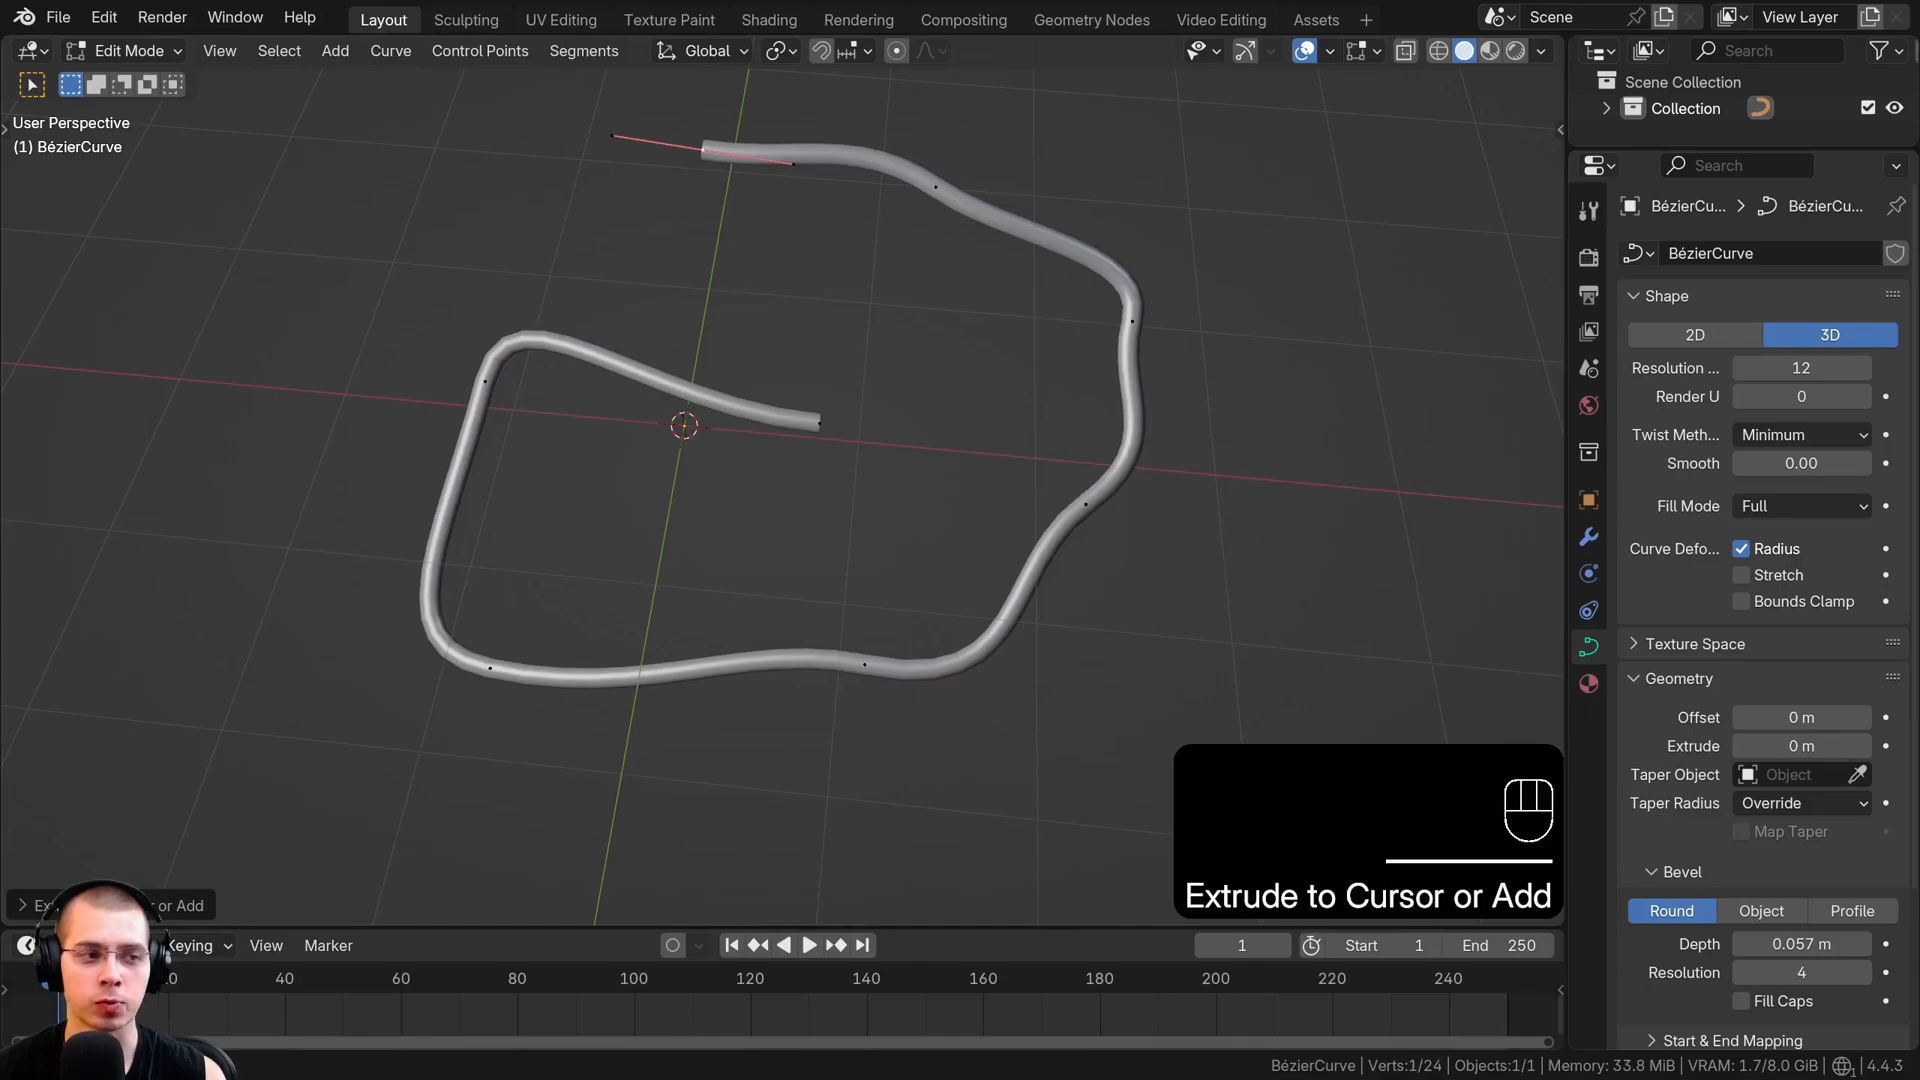 File Edit Render Window Help Layout Sculpting UV Editing Texture Paint Shading Rendering Compositing Geometry Nodes Video Editing Assets Scene View Layer
Edit Mode View Select Add Curve Control Points Segments Global Search
User Perspective
(1) BézierCurve
Scene Collection
Collection
Search
BézierCu... BézierCu...
BézierCurve
Shape
2D 3D
Resolution ... 12
Render U 0
Twist Meth... Minimum
Smooth 0.00
Fill Mode Full
Curve Defo... Radius
Stretch
Bounds Clamp
Texture Space
Geometry
Offset 0 m
Extrude 0 m
Taper Object Object
Taper Radius Override
Map Taper
Bevel
Round Object Profile
Depth 0.057 m
Resolution 4
Fill Caps
Start & End Mapping
Extrude to Cursor or Add
or Add
Keying View Marker 1 Start 1 End 250
40 60 80 100 120 140 160 180 200 220 240
BézierCurve | Verts:1/24 | Objects:1/1 | Memory: 33.8 MiB | VRAM: 1.7/8.0 GiB | 4.4.3